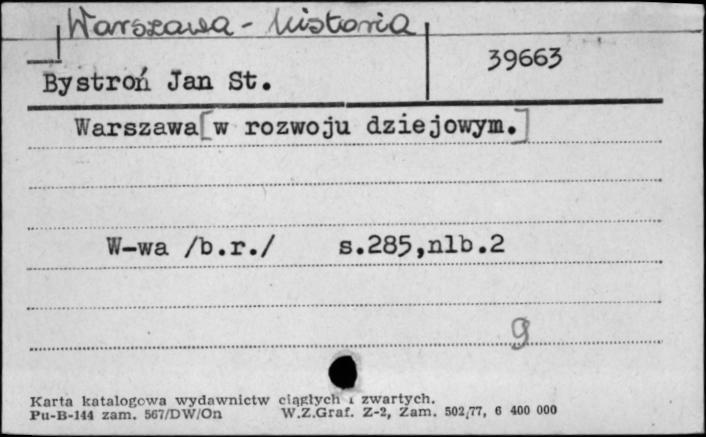 Warszawa - historia
39663
Bystroń Jan St.
Warszawa [w rozwoju dziejowym.]
W-wa /b.r./ s.285,nlb.2
g
Karta katalogowa wydawnictw ciągłych i zwartych.
Pu-B-144 zam. 567/DW/On W.Z.Graf. Z-2, Zam. 502/77, 6 400 000